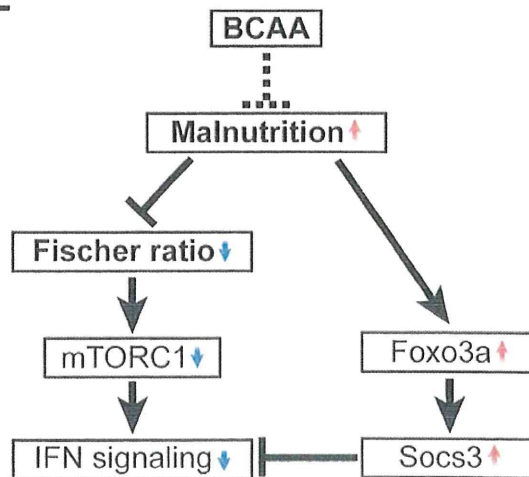 BCAA
Malnutrition
Fischer ratio
mTORC1
Foxo3a
IFN signaling
Socs3